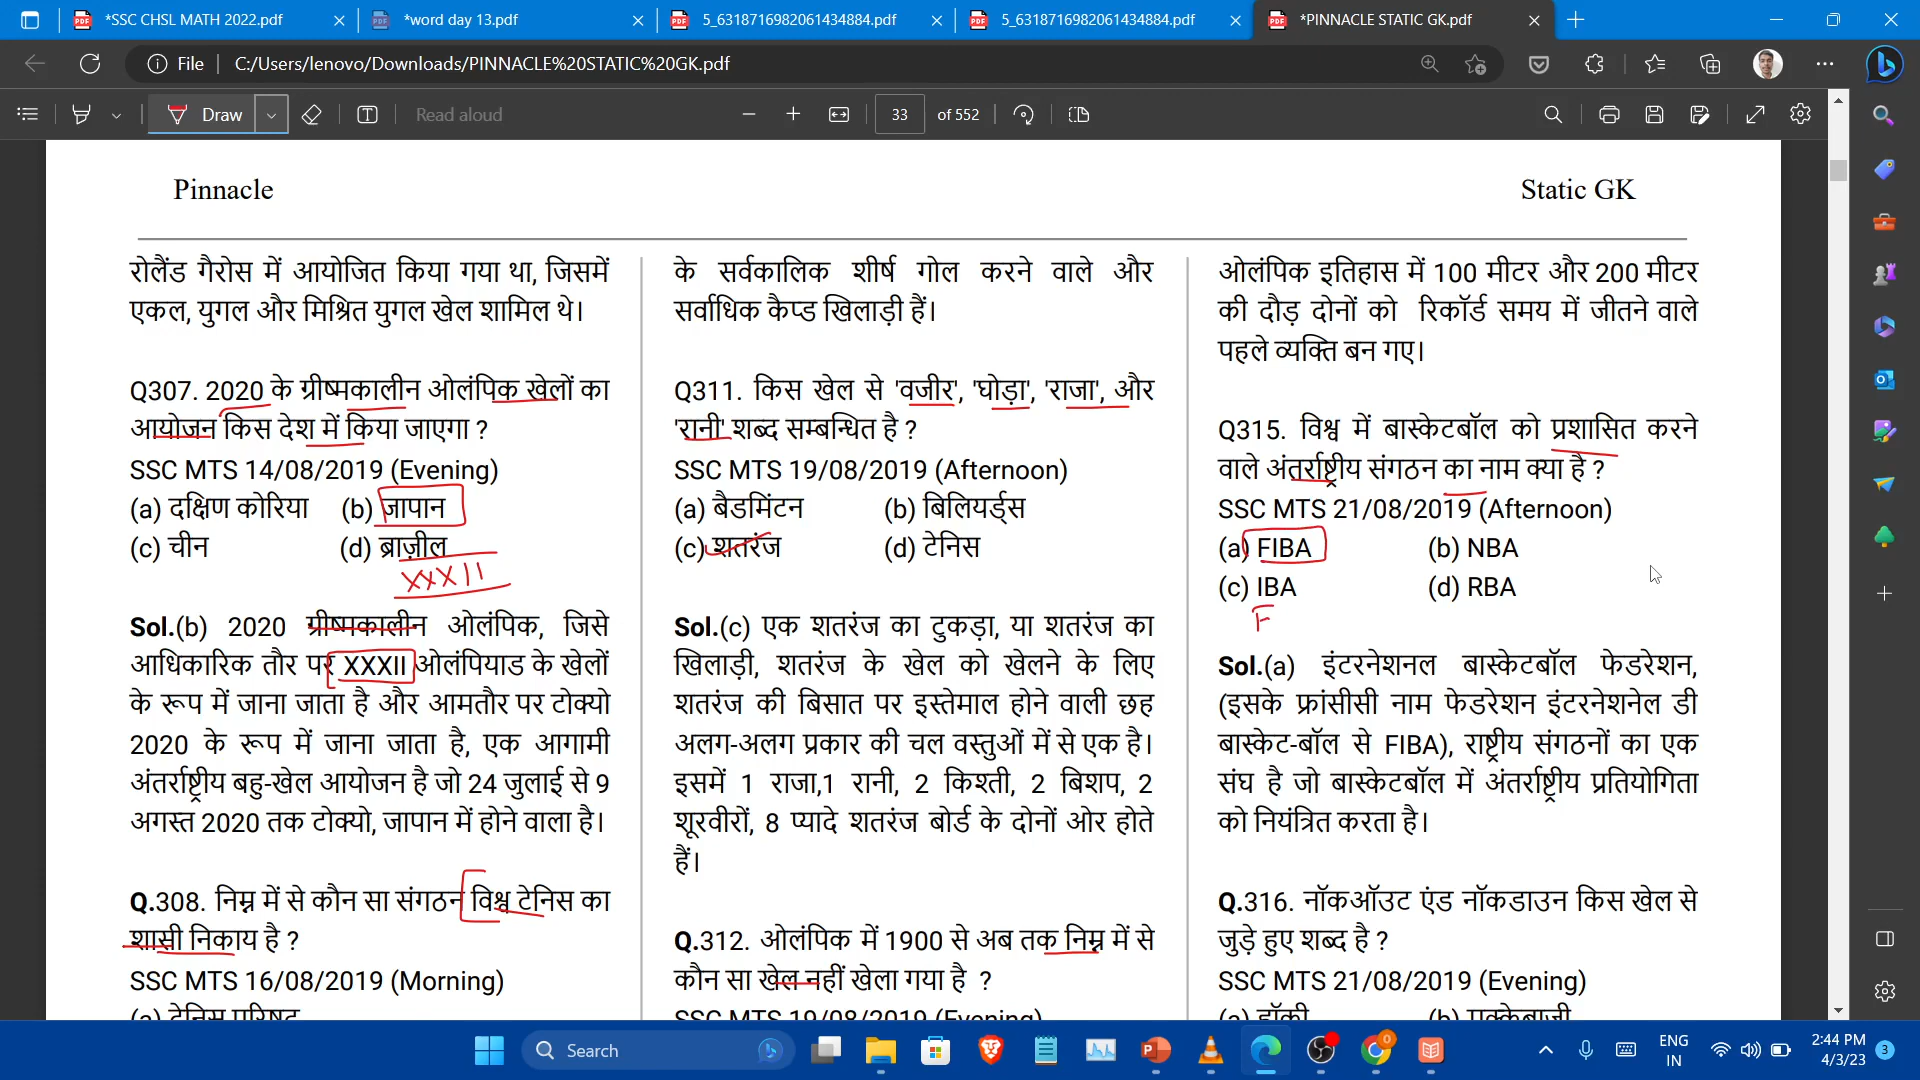 *SSC CHSL MATH 2022.pdf
*word day 13.pdf
5_6318716982061434884.pdf
5_6318716982061434884.pdf
*PINNACLE STATIC GK.pdf
File
C:/Users/lenovo/Downloads/PINNACLE%20STATIC%20GK.pdf
Draw
Read aloud
33
of 552
Pinnacle
Static GK
रोलैंड गैरोस में आयोजित किया गया था, जिसमें
एकल, युगल और मिश्रित युगल खेल शामिल थे।
Q307. 2020 के ग्रीष्मकालीन ओलंपिक खेलों का
आयोजन किस देश में किया जाएगा ?
SSC MTS 14/08/2019 (Evening)
(a) दक्षिण कोरिया (b) जापान
(c) चीन (d) ब्राज़ील
XXXII
Sol.(b) 2020 ग्रीष्मकालीन ओलंपिक, जिसे
आधिकारिक तौर पर XXXII ओलंपियाड के खेलों
के रूप में जाना जाता है और आमतौर पर टोक्यो
2020 के रूप में जाना जाता है, एक आगामी
अंतर्राष्ट्रीय बहु-खेल आयोजन है जो 24 जुलाई से 9
अगस्त 2020 तक टोक्यो, जापान में होने वाला है।
Q.308. निम्न में से कौन सा संगठन विश्व टेनिस का
शासी निकाय है ?
SSC MTS 16/08/2019 (Morning)
(a) टेनिस परिषद
के सर्वकालिक शीर्ष गोल करने वाले और
सर्वाधिक कैप्ड खिलाड़ी हैं।
Q311. किस खेल से 'वजीर', 'घोड़ा', 'राजा', और
'रानी' शब्द सम्बन्धित है ?
SSC MTS 19/08/2019 (Afternoon)
(a) बैडमिंटन (b) बिलियर्ड्स
(c) शतरंज (d) टेनिस
Sol.(c) एक शतरंज का टुकड़ा, या शतरंज का
खिलाड़ी, शतरंज के खेल को खेलने के लिए
शतरंज की बिसात पर इस्तेमाल होने वाली छह
अलग-अलग प्रकार की चल वस्तुओं में से एक है।
इसमें 1 राजा,1 रानी, 2 किश्ती, 2 बिशप, 2
शूरवीरों, 8 प्यादे शतरंज बोर्ड के दोनों ओर होते
हैं।
Q.312. ओलंपिक में 1900 से अब तक निम्न में से
कौन सा खेल नहीं खेला गया है ?
SSC MTS 19/08/2019 (Evening)
ओलंपिक इतिहास में 100 मीटर और 200 मीटर
की दौड़ दोनों को रिकॉर्ड समय में जीतने वाले
पहले व्यक्ति बन गए।
Q315. विश्व में बास्केटबॉल को प्रशासित करने
वाले अंतर्राष्ट्रीय संगठन का नाम क्या है ?
SSC MTS 21/08/2019 (Afternoon)
(a) FIBA (b) NBA
(c) IBA (d) RBA
F
Sol.(a) इंटरनेशनल बास्केटबॉल फेडरेशन,
(इसके फ्रांसीसी नाम फेडरेशन इंटरनेशनेल डी
बास्केट-बॉल से FIBA), राष्ट्रीय संगठनों का एक
संघ है जो बास्केटबॉल में अंतर्राष्ट्रीय प्रतियोगिता
को नियंत्रित करता है।
Q.316. नॉकऑउट एंड नॉकडाउन किस खेल से
जुड़े हुए शब्द है ?
SSC MTS 21/08/2019 (Evening)
(a) हॉकी (b) मुक्केबाजी
Search
ENG
IN
2:44 PM
4/3/23
3